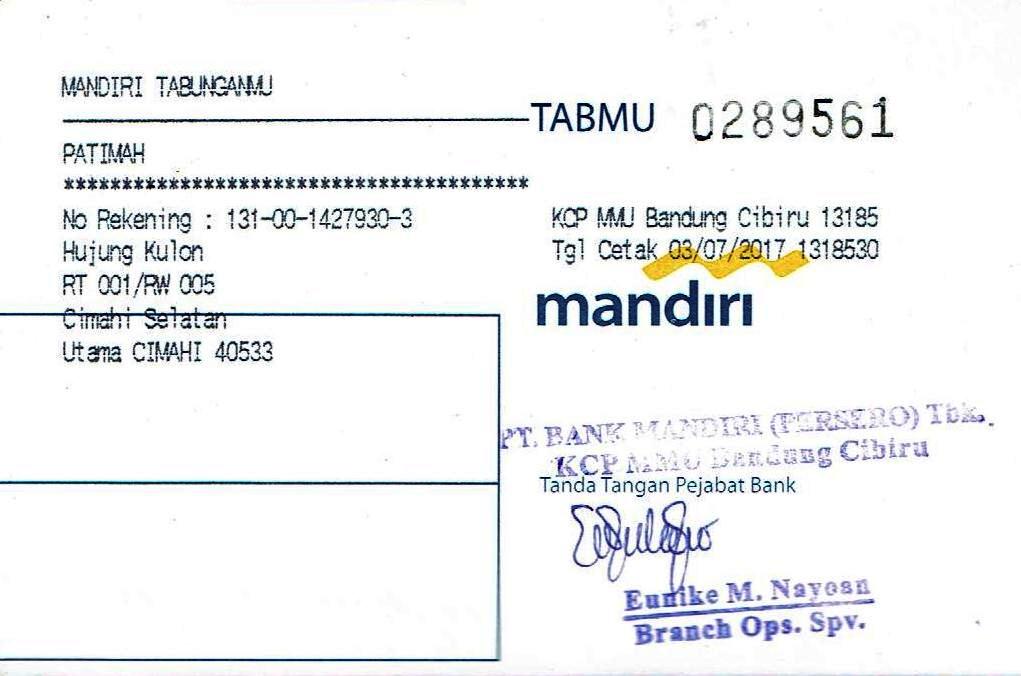 MANDIRI TABUNGANMU
TABMU 0289561
PATIMAH
****************************************
No Rekening : 131-00-1427930-3
Hujung Kulon
RT 001/RW 005
Cimahi Selatan
Utama CIMAHI 40533
KCP MMU Bandung Cibiru 13185
Tgl Cetak 03/07/2017 1318530
mandırı
PT. BANK MANDIRI (PERSERO) Tbk.
KCP MMU Bandung Cibiru
Tanda Tangan Pejabat Bank
Eunike M. Nayoan
Branch Ops. Spv.